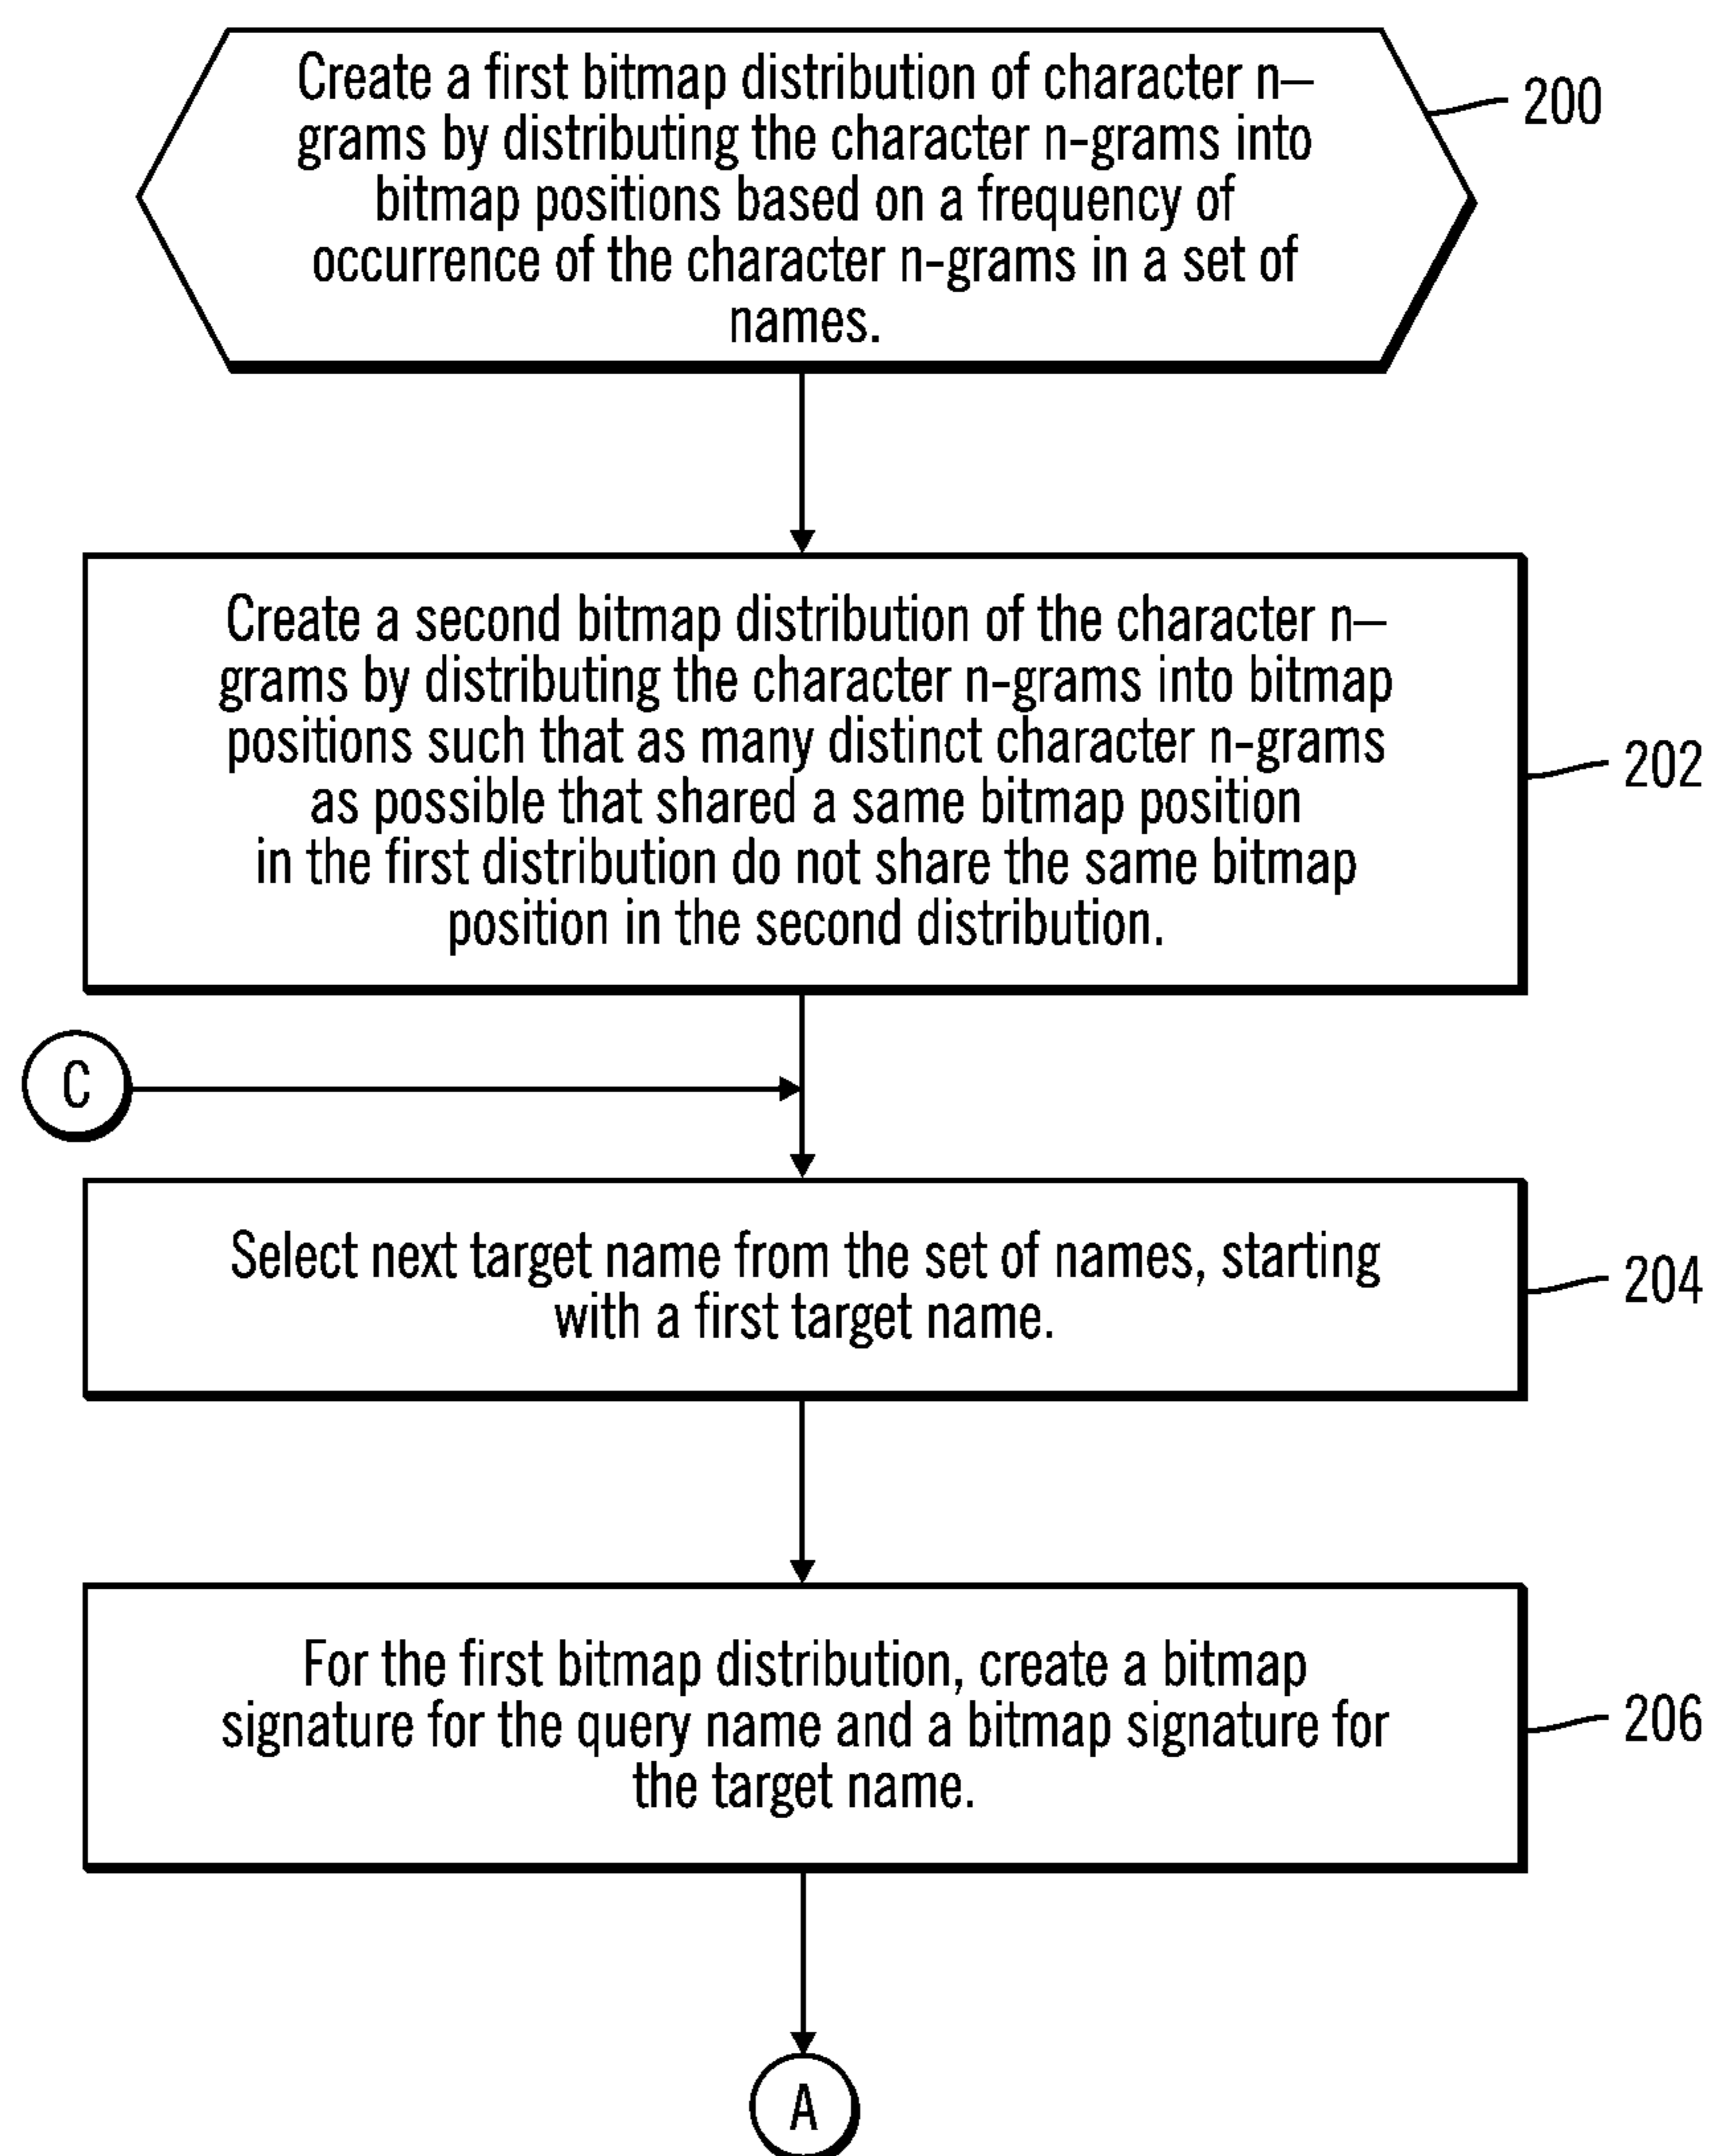 Create a first bitmap distribution of character n–
grams by distributing the character n-grams into
bitmap positions based on a frequency of
occurrence of the character n-grams in a set of
names.
200
Create a second bitmap distribution of the character n–
grams by distributing the character n-grams into bitmap
positions such that as many distinct character n-grams
as possible that shared a same bitmap position
in the first distribution do not share the same bitmap
position in the second distribution.
202
C
Select next target name from the set of names, starting
with a first target name.
204
For the first bitmap distribution, create a bitmap
signature for the query name and a bitmap signature for
the target name.
206
A